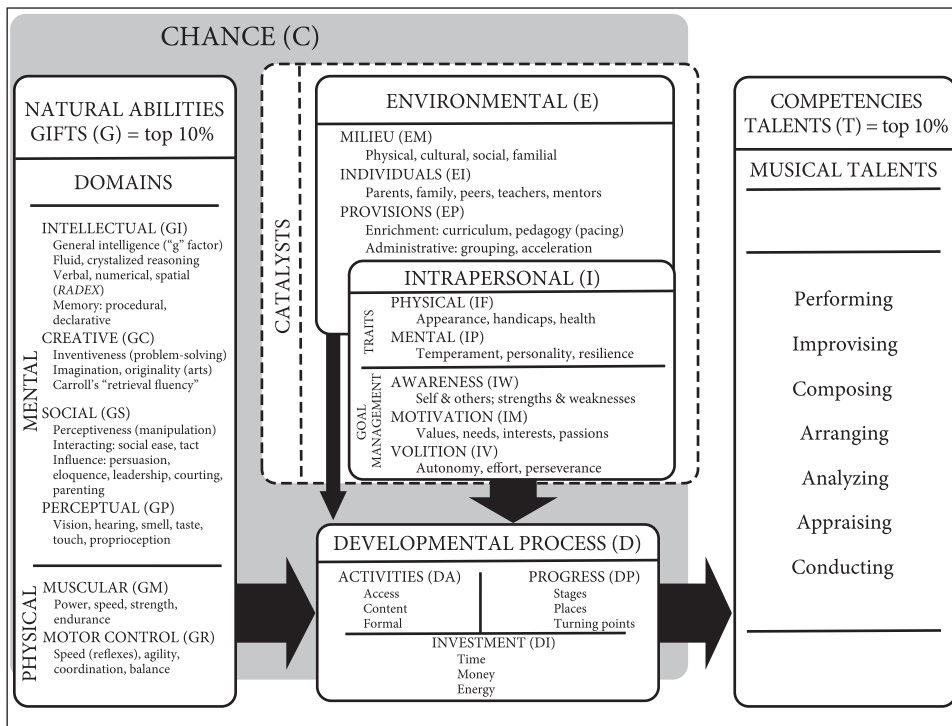 CHANCE (C)
NATURAL ABILITIES
GIFTS (G) = top 10%
DOMAINS
MENTAL
INTELLECTUAL (GI)
General intelligence (“g” factor)
Fluid, crystalized reasoning
Verbal, numerical, spatial
(RADEX)
Memory: procedural,
declarative
CREATIVE (GC)
Inventiveness (problem-solving)
Imagination, originality (arts)
Carroll’s “retrieval fluency”
SOCIAL (GS)
Perceptiveness (manipulation)
Interacting: social ease, tact
Influence: persuasion,
eloquence, leadership, courting,
parenting
PERCEPTUAL (GP)
Vision, hearing, smell, taste,
touch, proprioception
PHYSICAL
MUSCULAR (GM)
Power, speed, strength,
endurance
MOTOR CONTROL (GR)
Speed (reflexes), agility,
coordination, balance
CATALYSTS
ENVIRONMENTAL (E)
MILIEU (EM)
Physical, cultural, social, familial
INDIVIDUALS (EI)
Parents, family, peers, teachers, mentors
PROVISIONS (EP)
Enrichment: curriculum, pedagogy (pacing)
Administrative: grouping, acceleration
INTRAPERSONAL (I)
TRAITS
PHYSICAL (IF)
Appearance, handicaps, health
MENTAL (IP)
Temperament, personality, resilience
GOAL
MANAGEMENT
AWARENESS (IW)
Self & others; strengths & weaknesses
MOTIVATION (IM)
Values, needs, interests, passions
VOLITION (IV)
Autonomy, effort, perseverance
DEVELOPMENTAL PROCESS (D)
ACTIVITIES (DA)
Access
Content
Formal
PROGRESS (DP)
Stages
Places
Turning points
INVESTMENT (DI)
Time
Money
Energy
COMPETENCIES
TALENTS (T) = top 10%
MUSICAL TALENTS
Performing
Improvising
Composing
Arranging
Analyzing
Appraising
Conducting